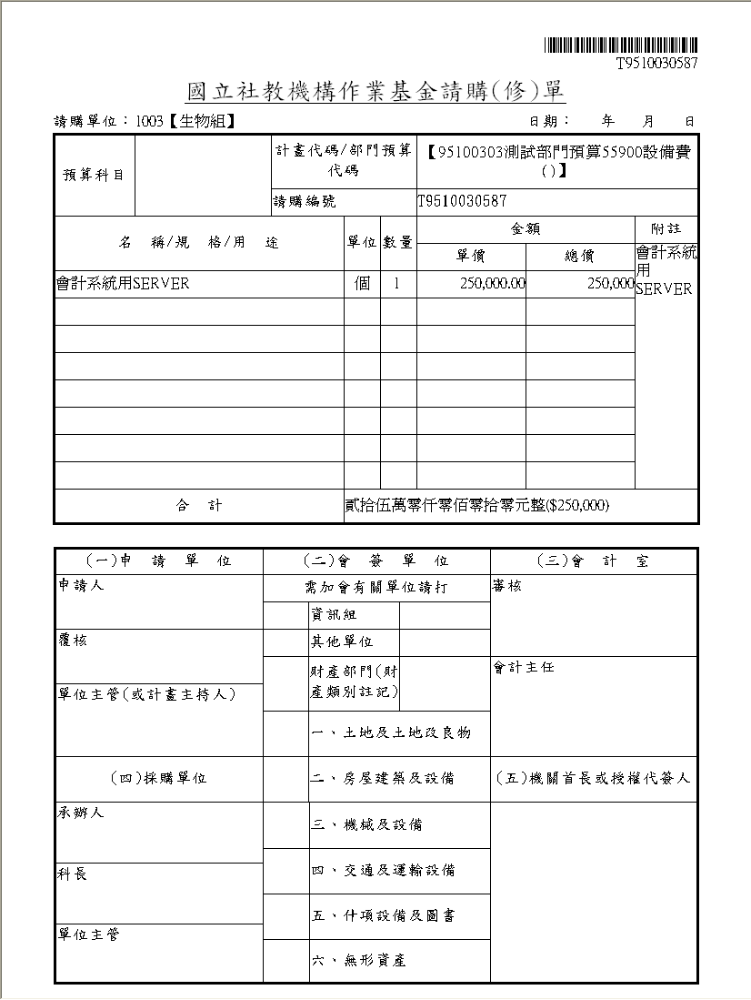 T9510030587
國立社教機構作業基金請購(修)單
請購單位：1003【生物組】 日期： 年 月 日
預算科目
計畫代碼/部門預算代碼
【95100303測試部門預算55900設備費()】
請購編號 T9510030587
名 稱/規 格/用 途 單位 數量 金額 附註
單價 總價
會計系統用SERVER 個 1 250,000.00 250,000
會計系統
用
SERVER
合 計 貳拾伍萬零仟零佰零拾零元整($250,000)
(一)申 請 單 位 (二)會 簽 單 位 (三)會 計 室
申請人 需加會有關單位請打 審核
資訊組
覆核 其他單位
財產部門(財
產類別註記)
會計主任
單位主管(或計畫主持人)
一、土地及土地改良物
(四)採購單位 二、房屋建築及設備 (五)機關首長或授權代簽人
承辦人 三、機械及設備
科長 四、交通及運輸設備
五、什項設備及圖書
單位主管 六、無形資產